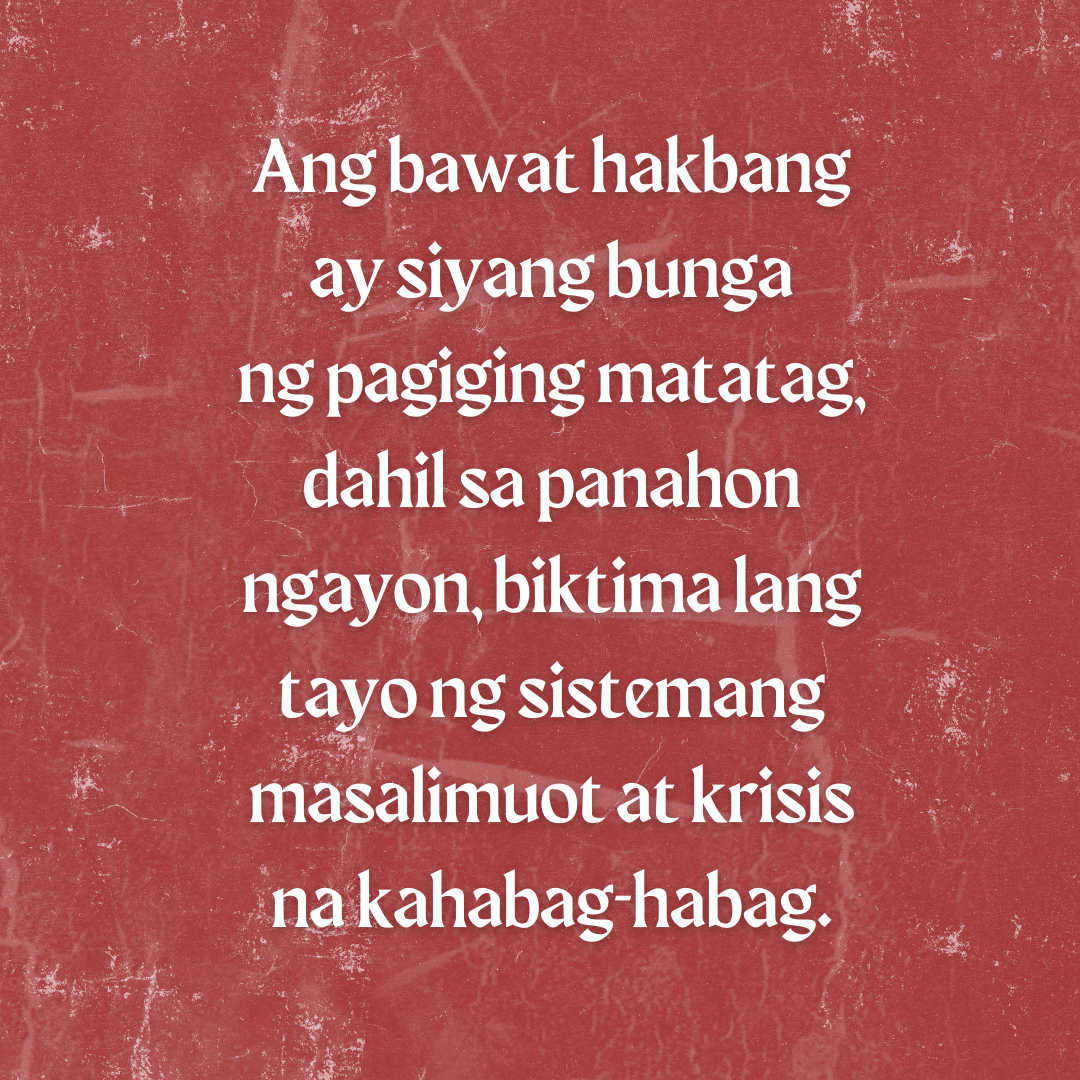 Ang bawat hakbang
ay siyang bunga
ng pagiging matatag,
dahil sa panahon
ngayon, biktima lang
tayo ng sistemang
masalimuot at krisis
na kahabag-habag.